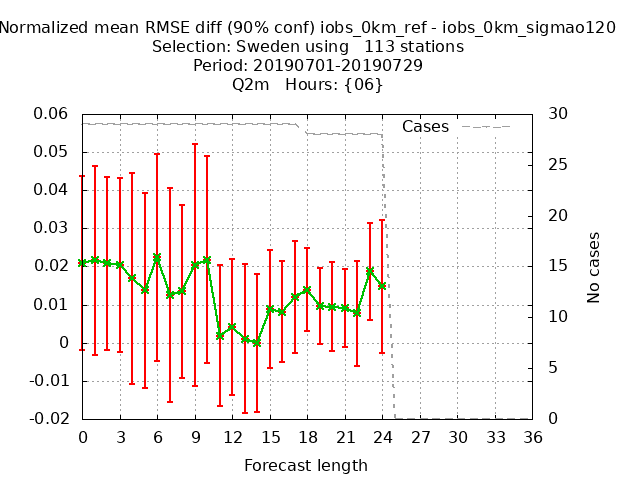 Normalized mean RMSE diff (90% conf) iobs_0km_ref - iobs_0km_sigmao120
Selection: Sweden using   113 stations
Period: 20190701-20190729
Q2m   Hours: {06}
Cases
0.06
0.05
0.04
0.03
0.02
0.01
0
-0.01
-0.02
30
25
20
15
10
5
0
No cases
0 3 6 9 12 15 18 21 24 27 30 33 36
Forecast length